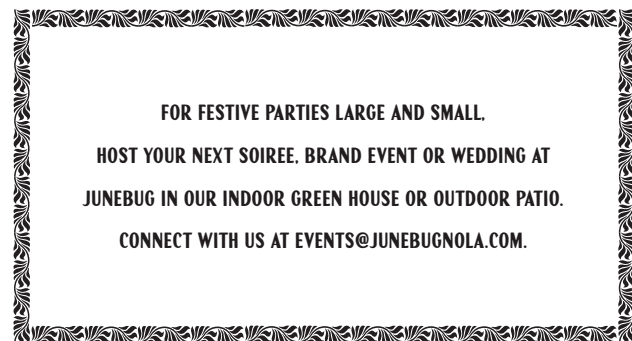 FOR FESTIVE PARTIES LARGE AND SMALL,
HOST YOUR NEXT SOIREE, BRAND EVENT OR WEDDING AT
JUNEBUG IN OUR INDOOR GREEN HOUSE OR OUTDOOR PATIO.
CONNECT WITH US AT EVENTS@JUNEBUGNOLA.COM.